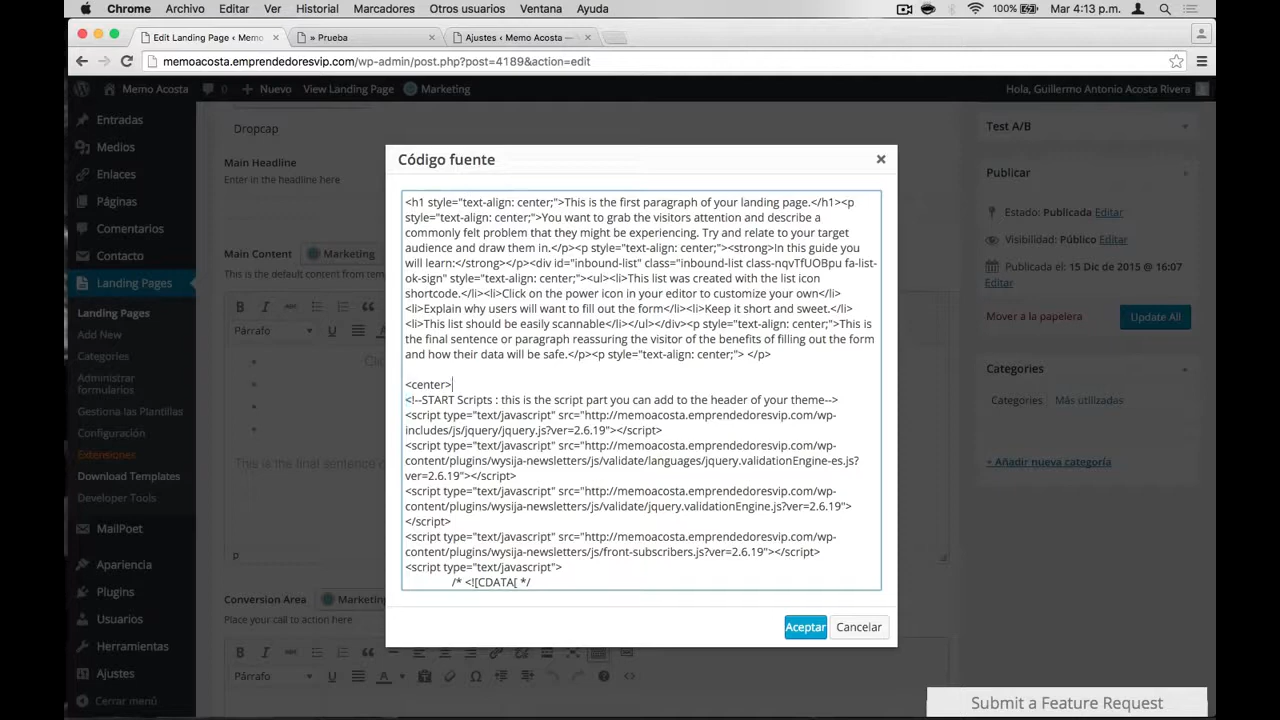 Chrome Archivo Editar Ver Historial Marcadores Otros usuarios Ventana Ayuda 100% Mar 4:13 p.m.
Edit Landing Page ‹ Memo × » Prueba × Ajustes ‹ Memo Acosta — ×
memoacosta.emprendedoresvip.com/wp-admin/post.php?post=4189&action=edit
Memo Acosta 0 + Nuevo View Landing Page Marketing Hola, Guillermo Antonio Acosta Rivera
Entradas
Medios
Enlaces
Páginas
Comentarios
Contacto
Landing Pages
Landing Pages
Add New
Categories
Administrar
formularios
Gestiona las Plantillas
Configuración
Extensiones
Download Templates
Developer Tools
MailPoet
Apariencia
Plugins
Usuarios
Herramientas
Ajustes
Cerrar menú
Dropcap
Main Headline
Enter in the headline here
Main Content Marketing
This is the default content from tem
B I
Párrafo U
Clic
This is the final sentence o
p
Conversion Area Marketing
Place your call to action here
B I
Párrafo U A
Código fuente ×
<h1 style="text-align: center;">This is the first paragraph of your landing page.</h1><p
style="text-align: center;">You want to grab the visitors attention and describe a
commonly felt problem that they might be experiencing. Try and relate to your target
audience and draw them in.</p><p style="text-align: center;"><strong>In this guide you
will learn:</strong></p><div id="inbound-list" class="inbound-list class-nqvTfUOBpu fa-list-
ok-sign" style="text-align: center;"><ul><li>This list was created with the list icon
shortcode.</li><li>Click on the power icon in your editor to customize your own</li>
<li>Explain why users will want to fill out the form</li><li>Keep it short and sweet.</li>
<li>This list should be easily scannable</li></ul></div><p style="text-align: center;">This is
the final sentence or paragraph reassuring the visitor of the benefits of filling out the form
and how their data will be safe.</p><p style="text-align: center;"> </p>
<center>
<!--START Scripts : this is the script part you can add to the header of your theme-->
<script type="text/javascript" src="http://memoacosta.emprendedoresvip.com/wp-
includes/js/jquery/jquery.js?ver=2.6.19"></script>
<script type="text/javascript" src="http://memoacosta.emprendedoresvip.com/wp-
content/plugins/wysija-newsletters/js/validate/languages/jquery.validationEngine-es.js?
ver=2.6.19"></script>
<script type="text/javascript" src="http://memoacosta.emprendedoresvip.com/wp-
content/plugins/wysija-newsletters/js/validate/jquery.validationEngine.js?ver=2.6.19">
</script>
<script type="text/javascript" src="http://memoacosta.emprendedoresvip.com/wp-
content/plugins/wysija-newsletters/js/front-subscribers.js?ver=2.6.19"></script>
<script type="text/javascript">
/* <![CDATA[ */
Aceptar Cancelar
Test A/B
Publicar
Estado: Publicada Editar
Visibilidad: Público Editar
Publicada el: 15 Dic de 2015 @ 16:07
Editar
Mover a la papelera Update All
Categories
Categories Más utilizadas
+ Añadir nueva categoría
Submit a Feature Request